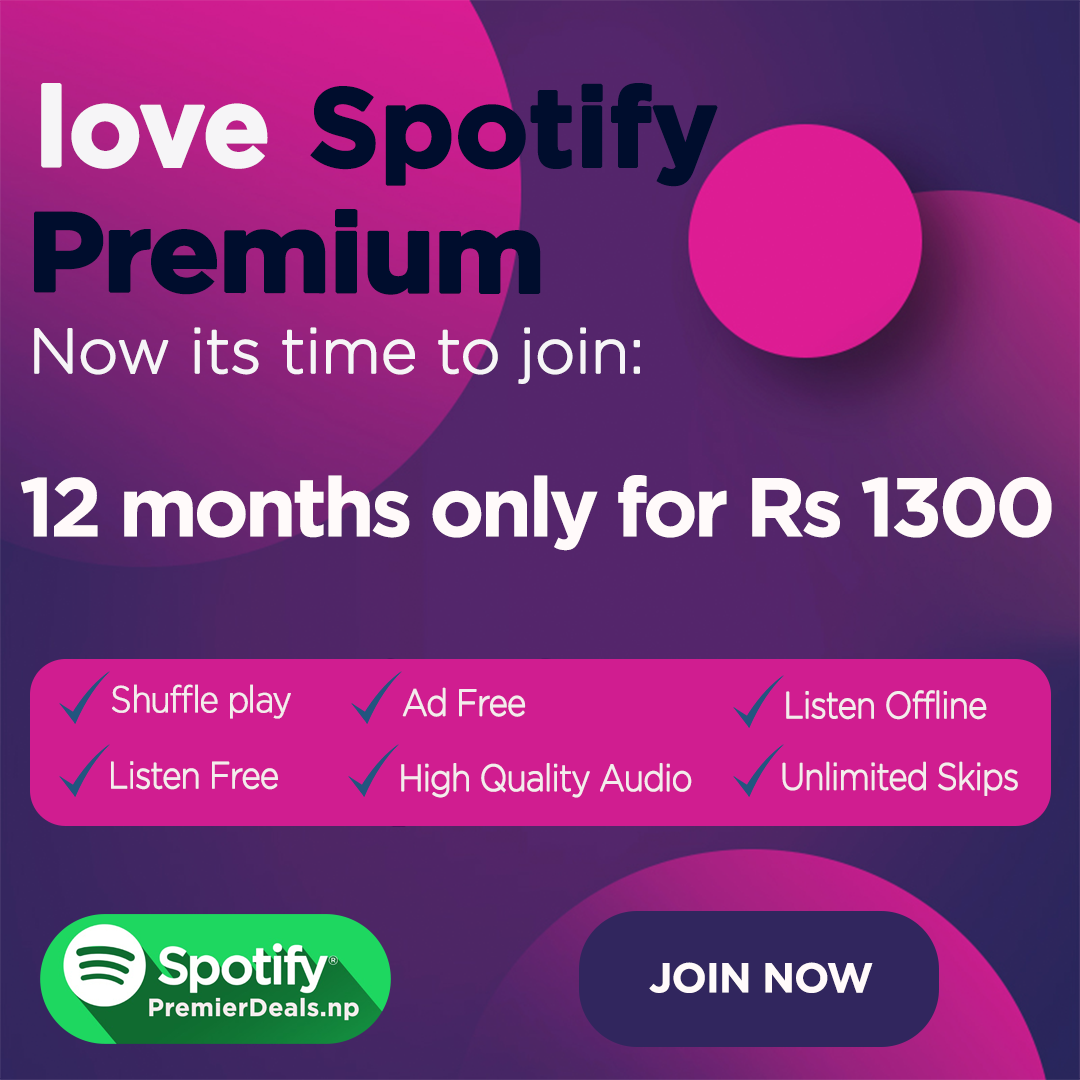 love Spotify
Premium
Now its time to join:
12 months only for Rs 1300
Shuffle play
Ad Free
Listen Offline
Listen Free
High Quality Audio
Unlimited Skips
Spotify®
PremierDeals.np
JOIN NOW